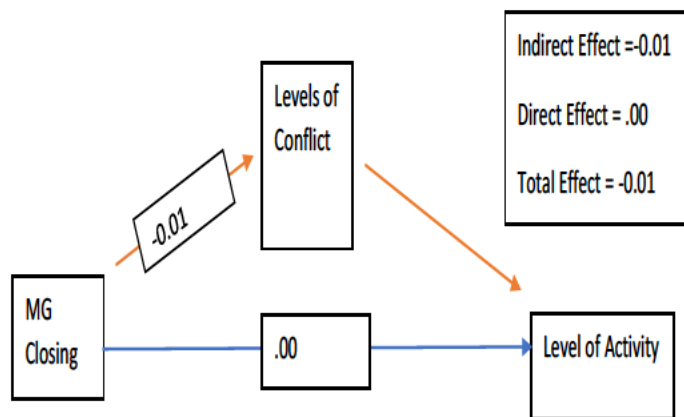 Indirect Effect =-0.01
Direct Effect = .00
Total Effect = -0.01
Levels of
Conflict
-0.01
MG
Closing
.00
Level of Activity